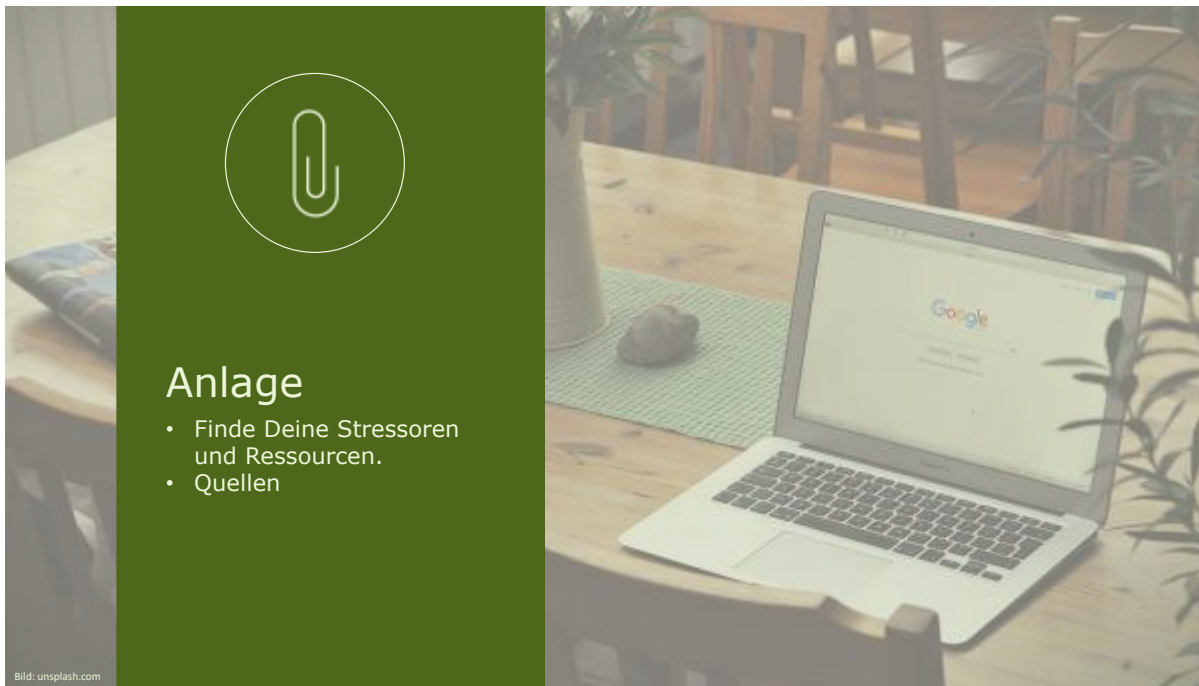 Anlage
• Finde Deine Stressoren
und Ressourcen.
• Quellen
Google
Bild: unsplash.com